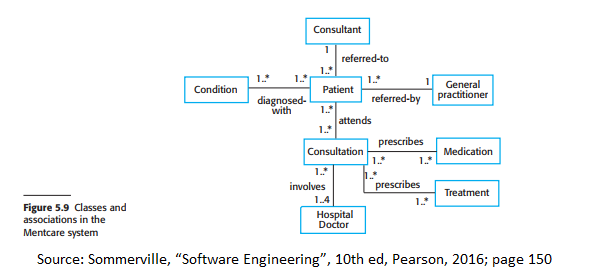 Consultant
1
referred-to
1..*
Condition
1..*
1..*
diagnosed-
with
Patient
1..*
1
referred-by
General
practitioner
1..*
attends
1..*
Consultation
prescribes
1..*
1..*
Medication
1..*
prescribes
1..*
Treatment
1..*
involves
1..4
Hospital
Doctor
Figure 5.9 Classes and
associations in the
Mentcare system
Source: Sommerville, “Software Engineering”, 10th ed, Pearson, 2016; page 150